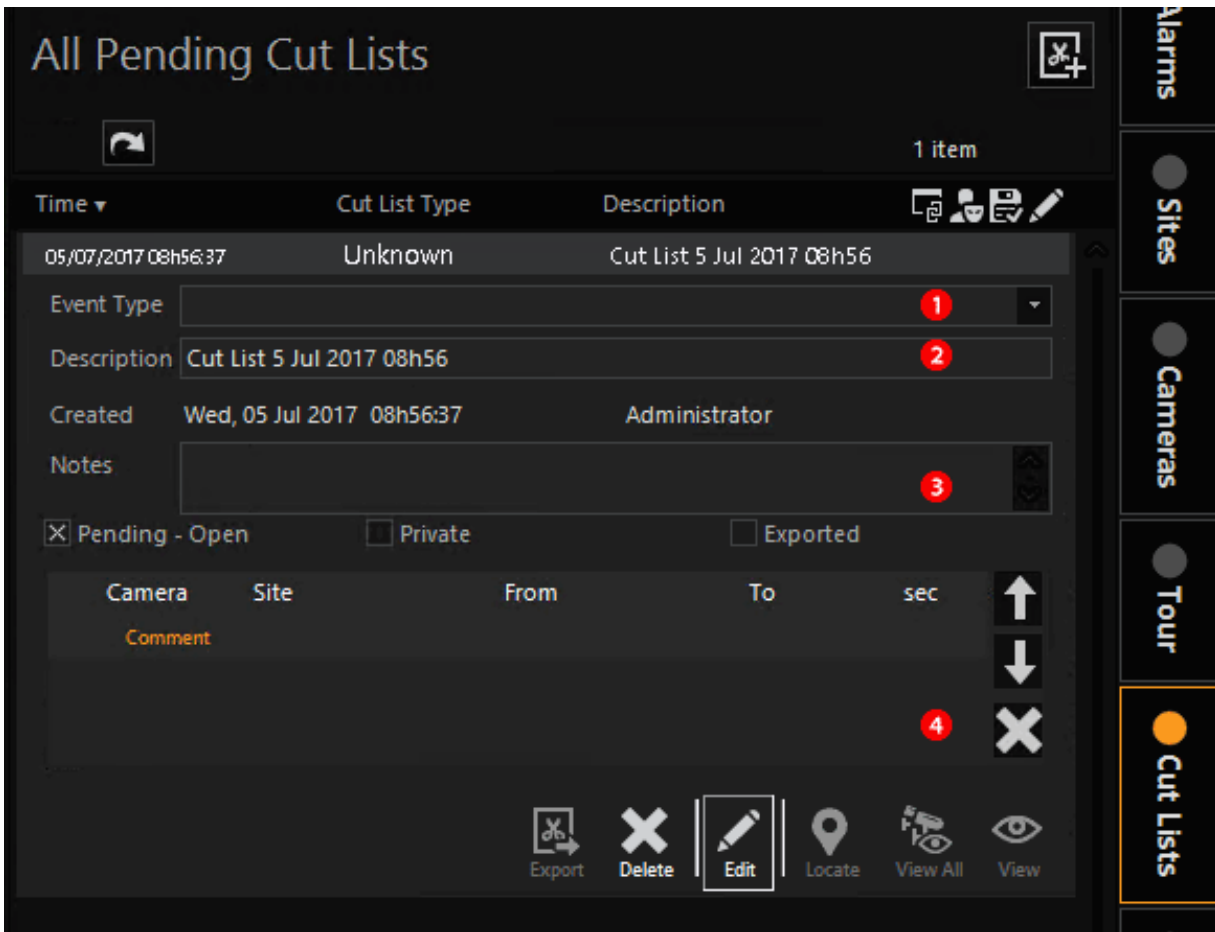 All Pending Cut Lists
1 item
Time Cut List Type Description
05/07/2017 08h56:37 Unknown Cut List 5 Jul 2017 08h56
Event Type 1
Description Cut List 5 Jul 2017 08h56 2
Created Wed, 05 Jul 2017 08h56:37 Administrator
Notes
3
Pending - Open Private Exported
Camera Site From To sec
Comment
4
Export Delete Edit Locate View All View
Alarms
Sites
Cameras
Tour
Cut Lists